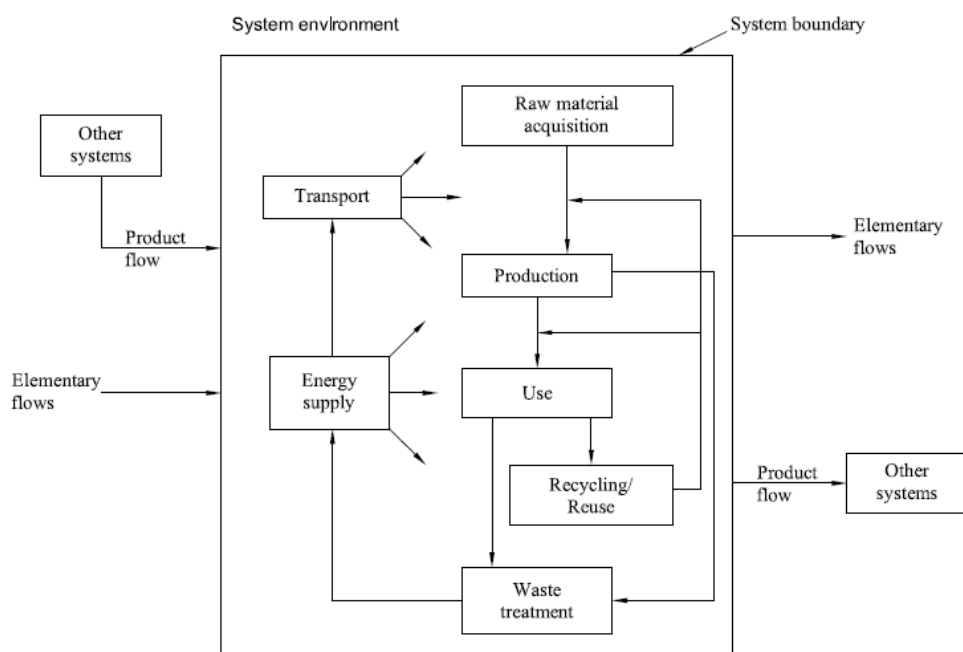 System environment
System boundary
Raw material
acquisition
Other
systems
Transport
Product
flow
Elementary
flows
Production
Elementary
flows
Energy
supply
Use
Recycling/
Reuse
Product
flow
Other
systems
Waste
treatment